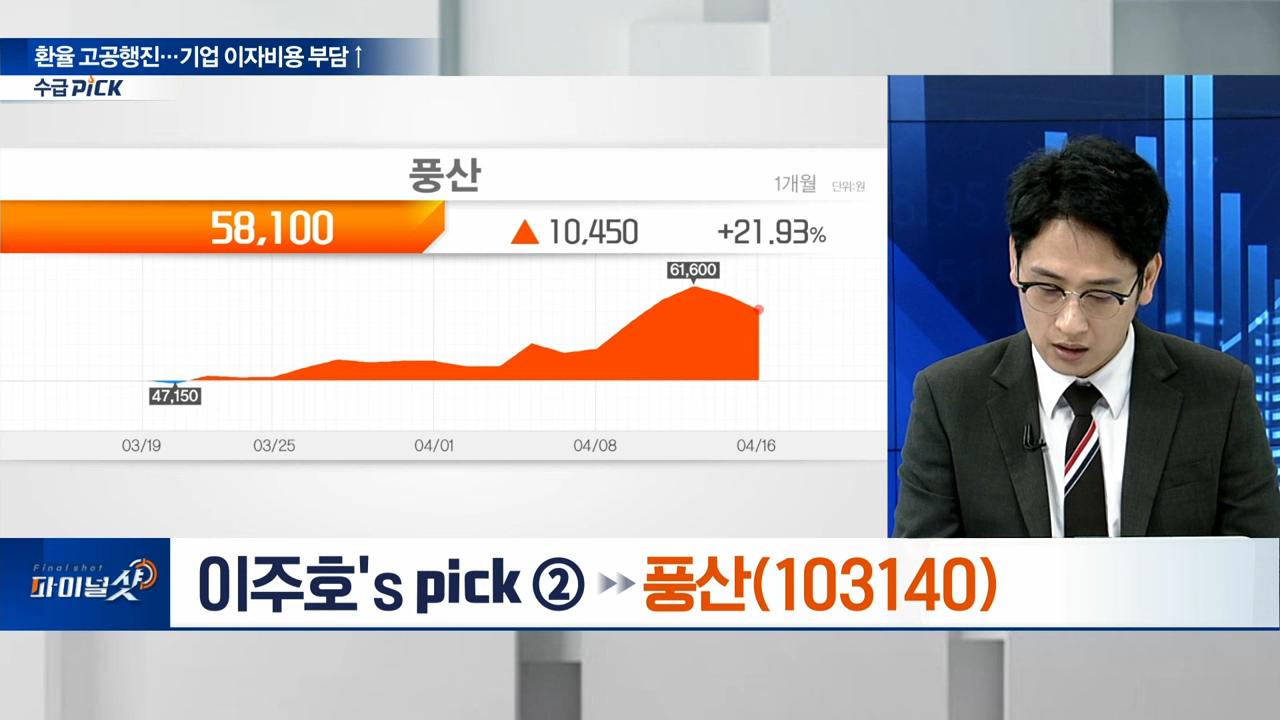 환율 고공행진…기업 이자비용 부담↑
수급 PiCK
풍산
1개월 단위:원
58,100 ▲ 10,450 +21.93%
61,600
47,150
03/19 03/25 04/01 04/08 04/16
Final shot
파이널샷
이주호's pick ② 풍산(103140)